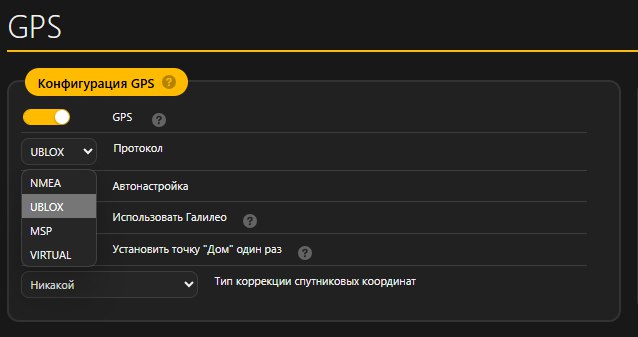 GPS
Конфигурация GPS ?
GPS ?
UBLOX Протокол
NMEA
UBLOX
MSP
VIRTUAL
Автонастройка
Использовать Галилео ?
Установить точку "Дом" один раз ?
Никакой Тип коррекции спутниковых координат